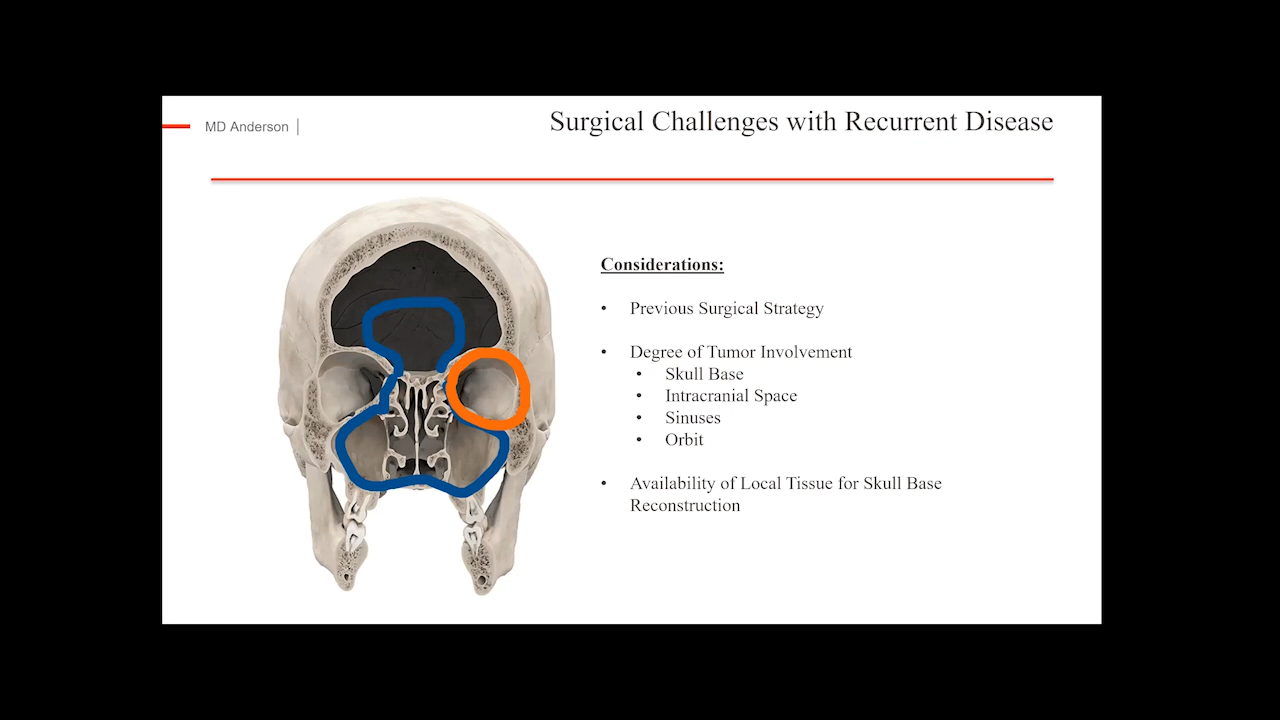 MD Anderson
Surgical Challenges with Recurrent Disease
Considerations:
• Previous Surgical Strategy
• Degree of Tumor Involvement
• Skull Base
• Intracranial Space
• Sinuses
• Orbit
• Availability of Local Tissue for Skull Base
Reconstruction